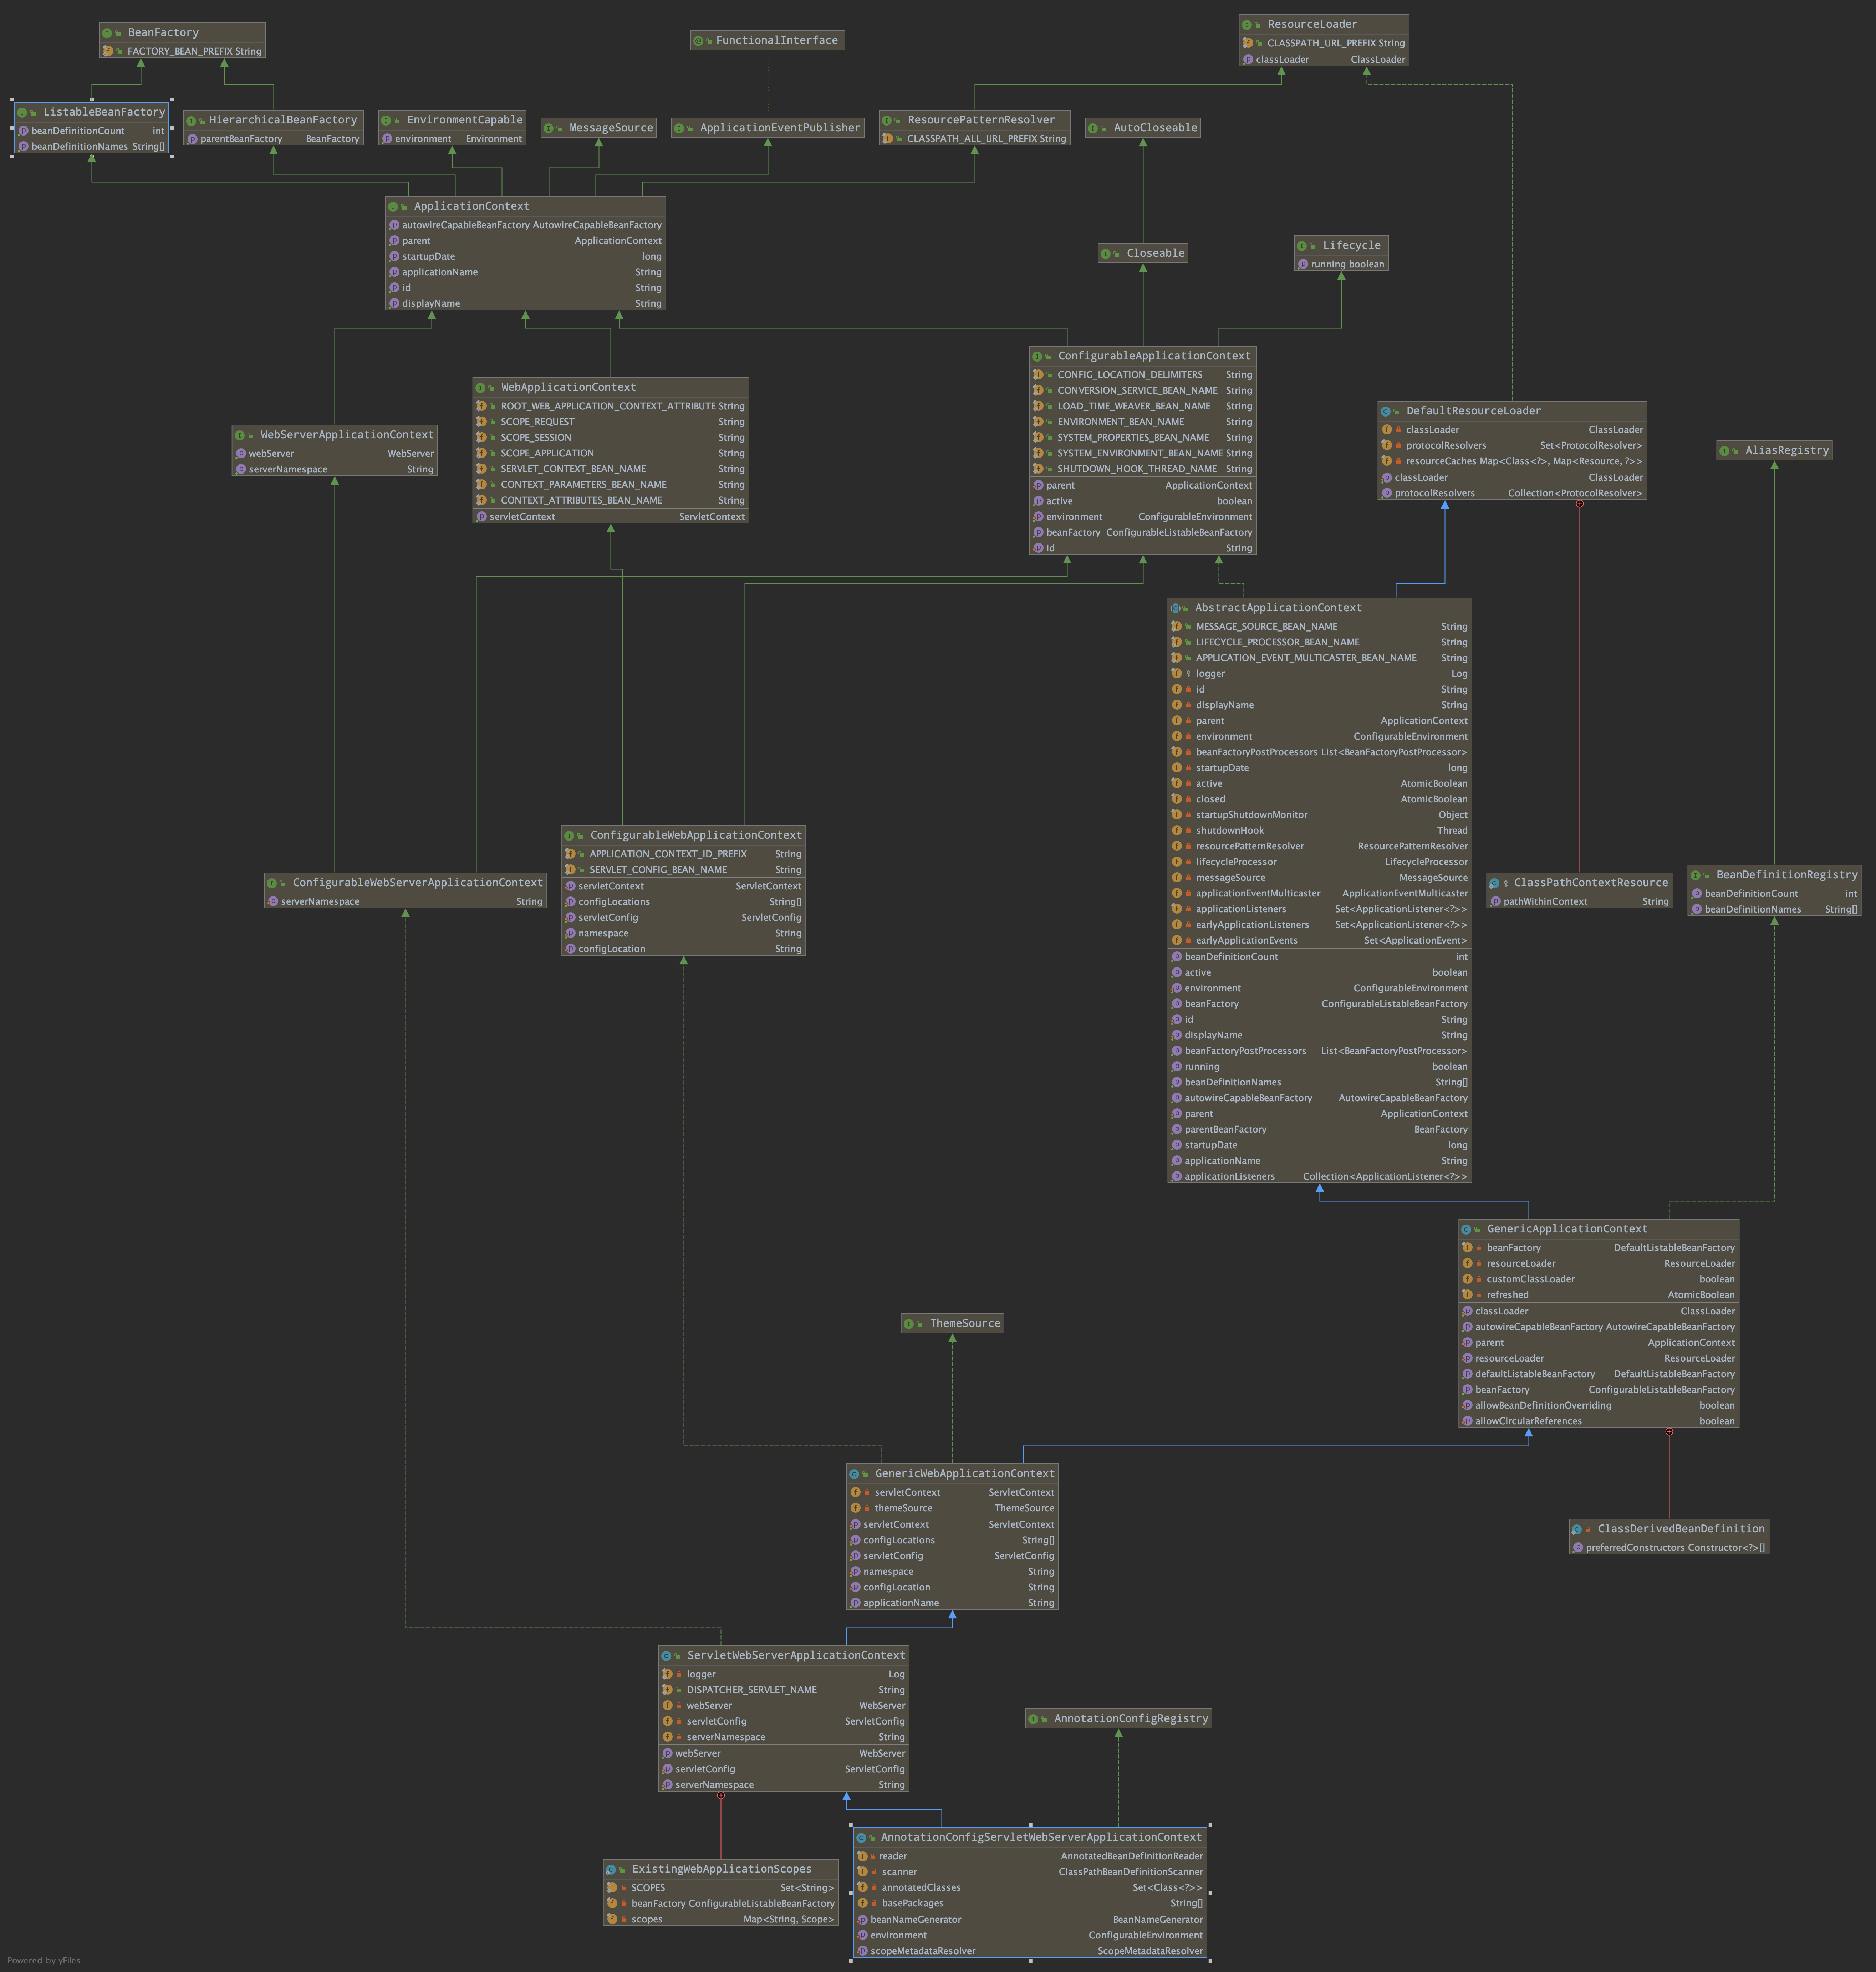 BeanFactory
FACTORY_BEAN_PREFIX String
FunctionalInterface
ResourceLoader
CLASSPATH_URL_PREFIX String
classLoader ClassLoader
ListableBeanFactory
beanDefinitionCount int
beanDefinitionNames String[]
HierarchicalBeanFactory
parentBeanFactory BeanFactory
EnvironmentCapable
environment Environment
MessageSource
ApplicationEventPublisher
ResourcePatternResolver
CLASSPATH_ALL_URL_PREFIX String
AutoCloseable
ApplicationContext
autowireCapableBeanFactory AutowireCapableBeanFactory
parent ApplicationContext
startupDate long
applicationName String
id String
displayName String
Closeable
Lifecycle
running boolean
WebServerApplicationContext
webServer WebServer
serverNamespace String
WebApplicationContext
ROOT_WEB_APPLICATION_CONTEXT_ATTRIBUTE String
SCOPE_REQUEST String
SCOPE_SESSION String
SCOPE_APPLICATION String
SERVLET_CONTEXT_BEAN_NAME String
CONTEXT_PARAMETERS_BEAN_NAME String
CONTEXT_ATTRIBUTES_BEAN_NAME String
servletContext ServletContext
ConfigurableApplicationContext
CONFIG_LOCATION_DELIMITERS String
CONVERSION_SERVICE_BEAN_NAME String
LOAD_TIME_WEAVER_BEAN_NAME String
ENVIRONMENT_BEAN_NAME String
SYSTEM_PROPERTIES_BEAN_NAME String
SYSTEM_ENVIRONMENT_BEAN_NAME String
SHUTDOWN_HOOK_THREAD_NAME String
parent ApplicationContext
active boolean
environment ConfigurableEnvironment
beanFactory ConfigurableListableBeanFactory
id String
DefaultResourceLoader
classLoader ClassLoader
protocolResolvers Set<ProtocolResolver>
resourceCaches Map<Class<?>, Map<Resource, ?>>
classLoader ClassLoader
protocolResolvers Collection<ProtocolResolver>
AliasRegistry
AbstractApplicationContext
MESSAGE_SOURCE_BEAN_NAME String
LIFECYCLE_PROCESSOR_BEAN_NAME String
APPLICATION_EVENT_MULTICASTER_BEAN_NAME String
logger Log
id String
displayName String
parent ApplicationContext
environment ConfigurableEnvironment
beanFactoryPostProcessors List<BeanFactoryPostProcessor>
startupDate long
active AtomicBoolean
closed AtomicBoolean
startupShutdownMonitor Object
shutdownHook Thread
resourcePatternResolver ResourcePatternResolver
lifecycleProcessor LifecycleProcessor
messageSource MessageSource
applicationEventMulticaster ApplicationEventMulticaster
applicationListeners Set<ApplicationListener<?>>
earlyApplicationListeners Set<ApplicationListener<?>>
earlyApplicationEvents Set<ApplicationEvent>
beanDefinitionCount int
active boolean
environment ConfigurableEnvironment
beanFactory ConfigurableListableBeanFactory
id String
displayName String
beanFactoryPostProcessors List<BeanFactoryPostProcessor>
running boolean
beanDefinitionNames String[]
autowireCapableBeanFactory AutowireCapableBeanFactory
parent ApplicationContext
parentBeanFactory BeanFactory
startupDate long
applicationName String
applicationListeners Collection<ApplicationListener<?>>
ConfigurableWebServerApplicationContext
serverNamespace String
ConfigurableWebApplicationContext
APPLICATION_CONTEXT_ID_PREFIX String
SERVLET_CONFIG_BEAN_NAME String
servletContext ServletContext
configLocations String[]
servletConfig ServletConfig
namespace String
configLocation String
ClassPathContextResource
pathWithinContext String
BeanDefinitionRegistry
beanDefinitionCount int
beanDefinitionNames String[]
GenericApplicationContext
beanFactory DefaultListableBeanFactory
resourceLoader ResourceLoader
customClassLoader boolean
refreshed AtomicBoolean
classLoader ClassLoader
autowireCapableBeanFactory AutowireCapableBeanFactory
parent ApplicationContext
resourceLoader ResourceLoader
defaultListableBeanFactory DefaultListableBeanFactory
beanFactory ConfigurableListableBeanFactory
allowBeanDefinitionOverriding boolean
allowCircularReferences boolean
ThemeSource
GenericWebApplicationContext
servletContext ServletContext
themeSource ThemeSource
servletContext ServletContext
configLocations String[]
servletConfig ServletConfig
namespace String
configLocation String
applicationName String
ClassDerivedBeanDefinition
preferredConstructors Constructor<?>[]
ServletWebServerApplicationContext
logger Log
DISPATCHER_SERVLET_NAME String
webServer WebServer
servletConfig ServletConfig
serverNamespace String
webServer WebServer
servletConfig ServletConfig
serverNamespace String
AnnotationConfigRegistry
ExistingWebApplicationScopes
SCOPES Set<String>
beanFactory ConfigurableListableBeanFactory
scopes Map<String, Scope>
AnnotationConfigServletWebServerApplicationContext
reader AnnotatedBeanDefinitionReader
scanner ClassPathBeanDefinitionScanner
annotatedClasses Set<Class<?>>
basePackages String[]
beanNameGenerator BeanNameGenerator
environment ConfigurableEnvironment
scopeMetadataResolver ScopeMetadataResolver
Powered by yFiles